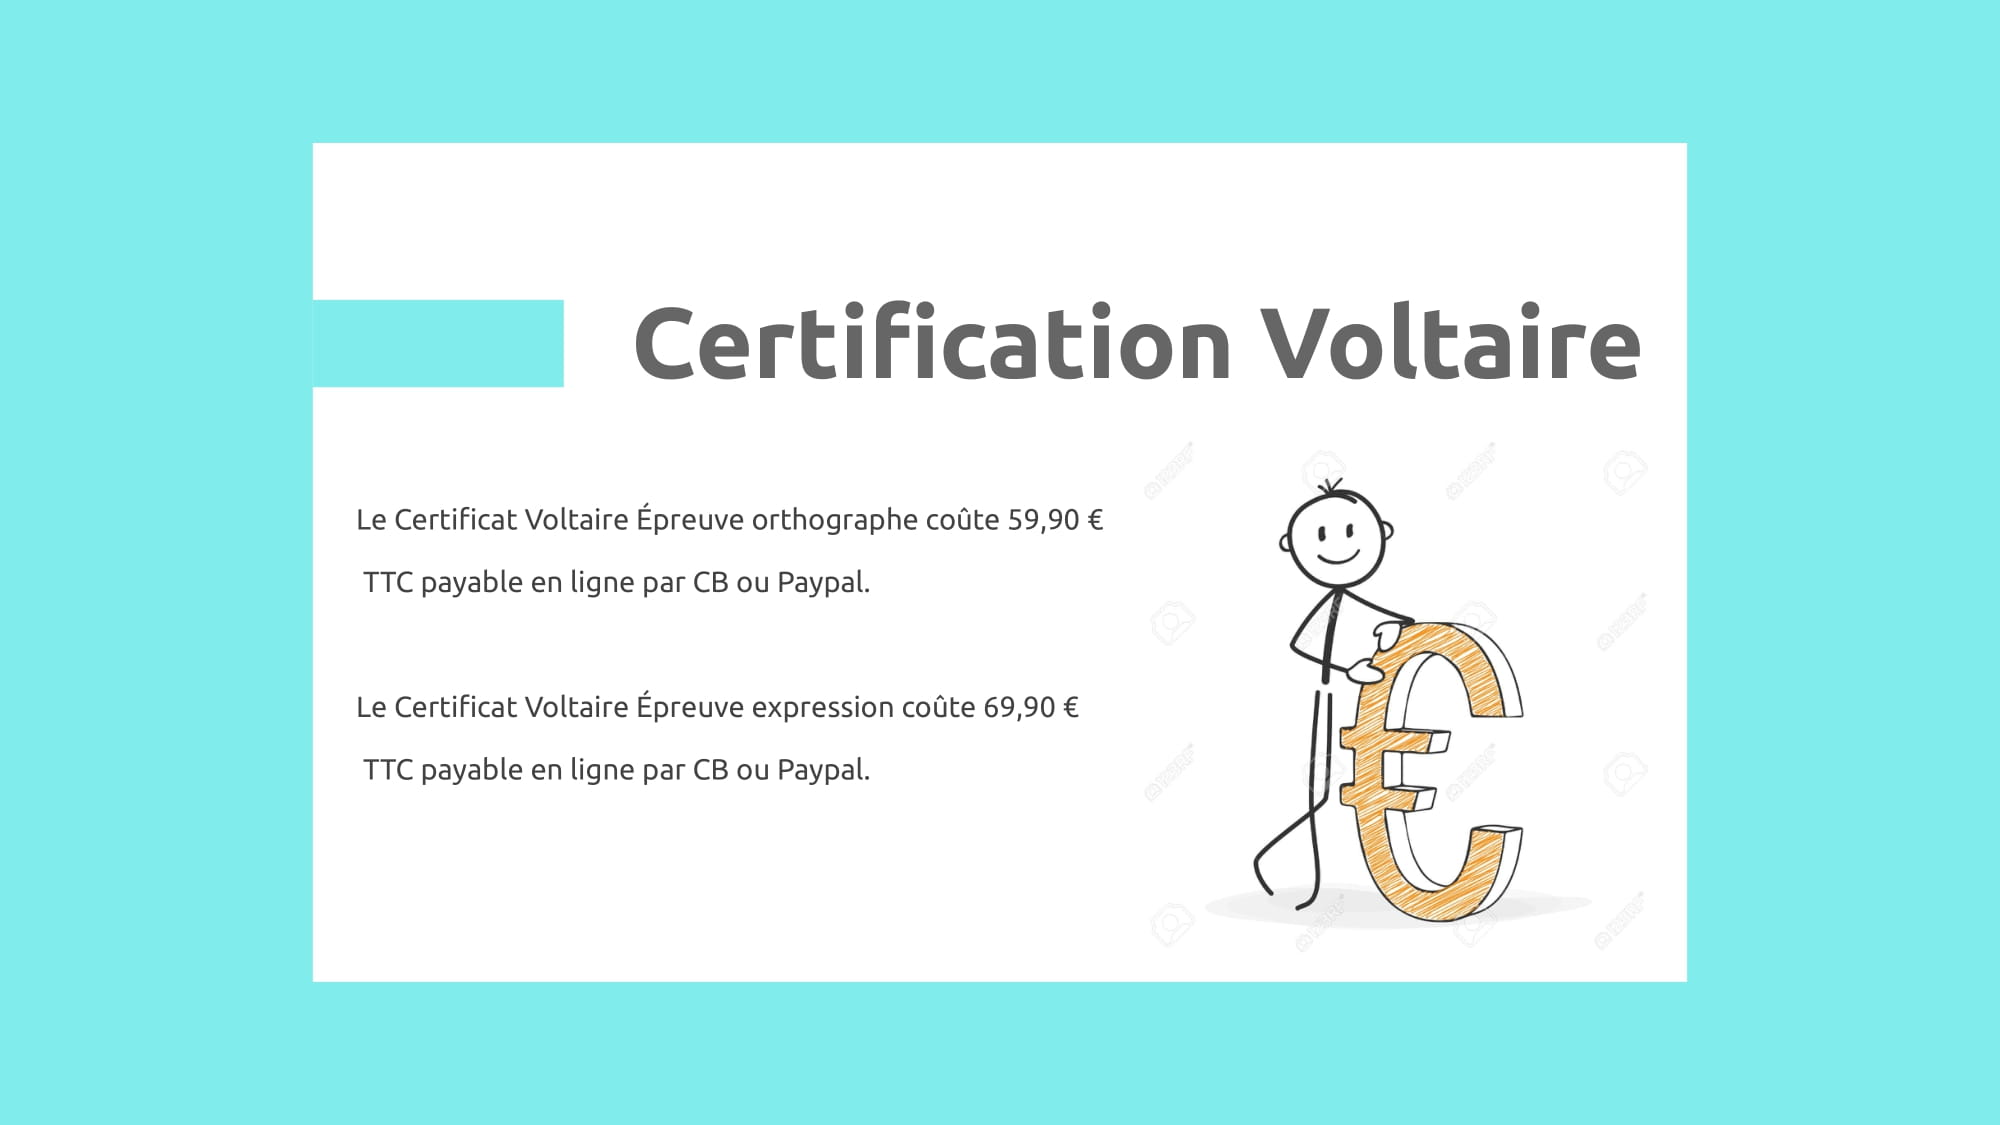 Certification Voltaire
Le Certificat Voltaire Épreuve orthographe coûte 59,90 €
TTC payable en ligne par CB ou Paypal.
Le Certificat Voltaire Épreuve expression coûte 69,90 €
TTC payable en ligne par CB ou Paypal.